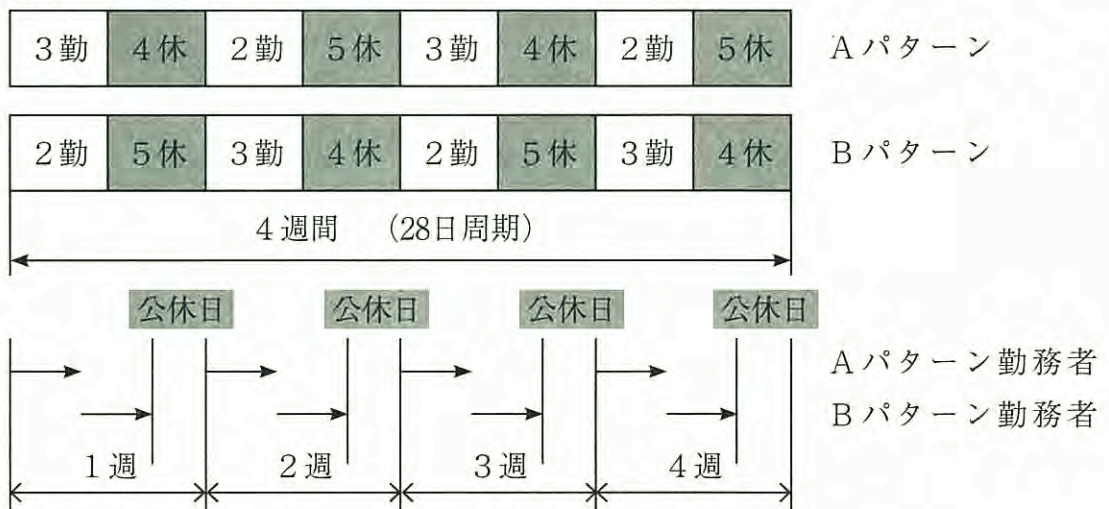 3勤 4休 2勤 5休 3勤 4休 2勤 5休 Aパターン
2勤 5休 3勤 4休 2勤 5休 3勤 4休 Bパターン
4週間 (28日周期)
公休日 公休日 公休日 公休日
Aパターン勤務者
Bパターン勤務者
1週 2週 3週 4週